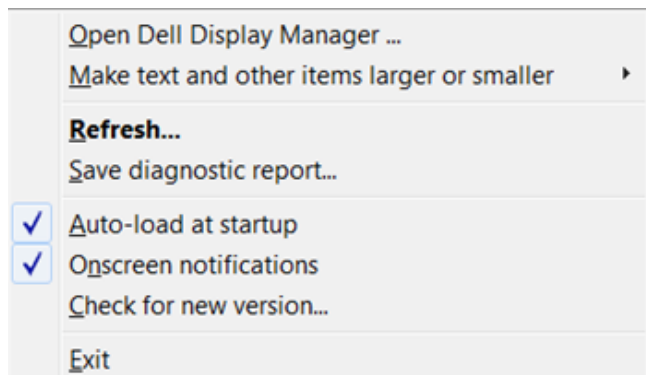 Open Dell Display Manager ...
Make text and other items larger or smaller
Refresh...
Save diagnostic report...
Auto-load at startup
Onscreen notifications
Check for new version...
Exit